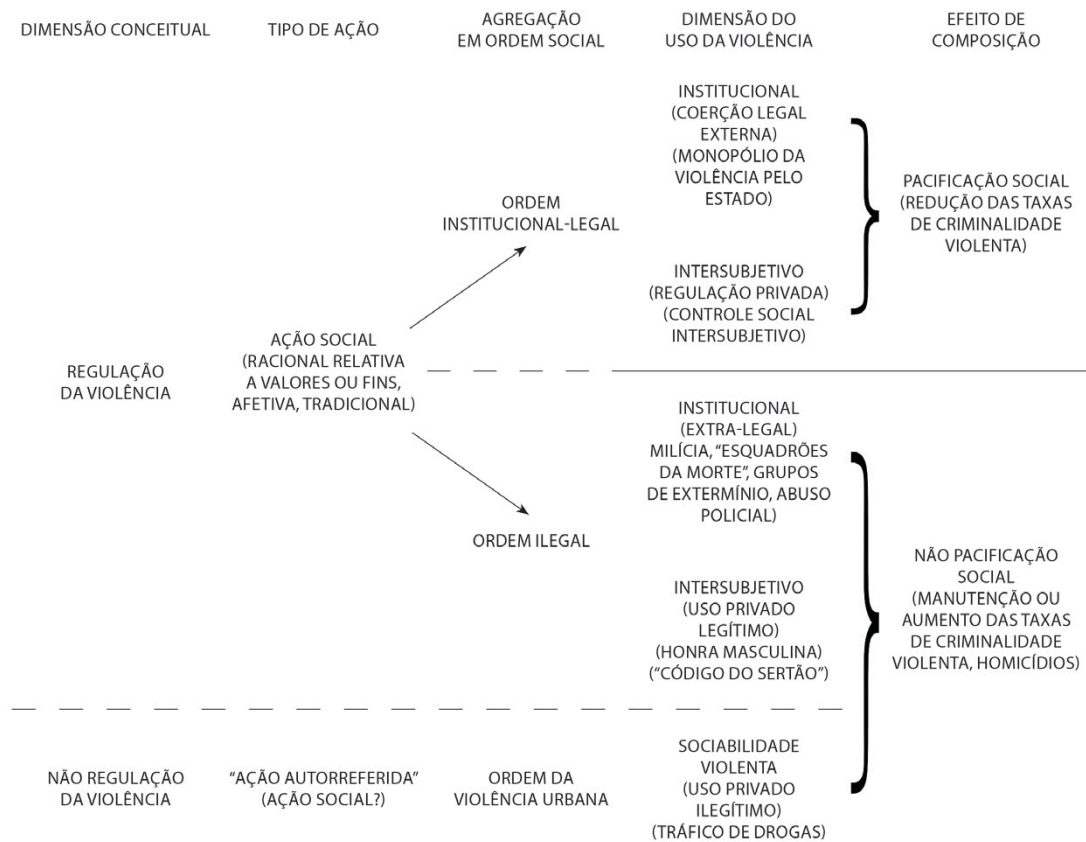 DIMENSÃO CONCEITUAL
TIPO DE AÇÃO
AGREGAÇÃO
EM ORDEM SOCIAL
DIMENSÃO DO
USO DA VIOLÊNCIA
EFEITO DE
COMPOSIÇÃO
REGULAÇÃO
DA VIOLÊNCIA
AÇÃO SOCIAL
(RACIONAL RELATIVA
A VALORES OU FINS,
AFETIVA, TRADICIONAL)
ORDEM
INSTITUCIONAL-LEGAL
INSTITUCIONAL
(COERÇÃO LEGAL
EXTERNA)
(MONOPÓLIO DA
VIOLÊNCIA PELO
ESTADO)
INTERSUBJETIVO
(REGULAÇÃO PRIVADA)
(CONTROLE SOCIAL
INTERSUBJETIVO)
PACIFICAÇÃO SOCIAL
(REDUÇÃO DAS TAXAS
DE CRIMINALIDADE
VIOLENTA)
ORDEM ILEGAL
INSTITUCIONAL
(EXTRA-LEGAL)
MILÍCIA, “ESQUADRÕES
DA MORTE”, GRUPOS
DE EXTERMÍNIO, ABUSO
POLICIAL)
INTERSUBJETIVO
(USO PRIVADO
LEGÍTIMO)
(HONRA MASCULINA)
(“CÓDIGO DO SERTÃO”)
NÃO PACIFICAÇÃO
SOCIAL
(MANUTENÇÃO OU
AUMENTO DAS TAXAS
DE CRIMINALIDADE
VIOLENTA, HOMICÍDIOS)
NÃO REGULAÇÃO
DA VIOLÊNCIA
“AÇÃO AUTORREFERIDA”
(AÇÃO SOCIAL?)
ORDEM DA
VIOLÊNCIA URBANA
SOCIABILIDADE
VIOLENTA
(USO PRIVADO
ILEGÍTIMO)
(TRÁFICO DE DROGAS)